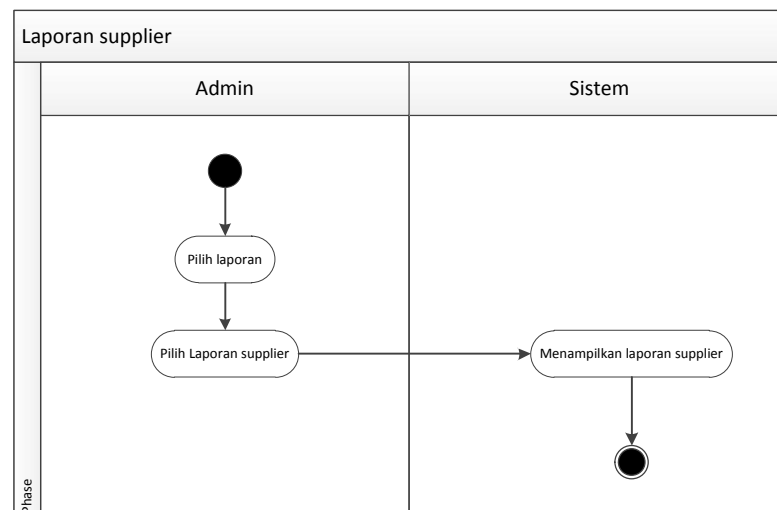 Laporan supplier
Admin
Sistem
Pilih laporan
Pilih Laporan supplier
Menampilkan laporan supplier
Phase